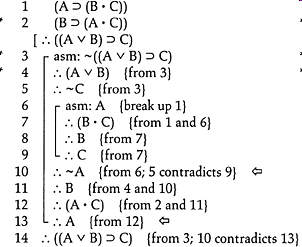 1 (A ⊃ (B • C))
* 2 (B ⊃ (A • C)) *
[ ∴ ((A ∨ B) ⊃ C)
* 3 asm: ~((A ∨ B) ⊃ C)
* 4 ∴ (A ∨ B) {from 3} *
5 ∴ ~C {from 3}
6 asm: A {break up 1}
7 ∴ (B • C) {from 1 and 6}
8 ∴ B {from 7}
9 ∴ C {from 7}
10 ∴ ~A {from 6; 5 contradicts 9} ⇦
11 ∴ B {from 4 and 10}
12 ∴ (A • C) {from 2 and 11}
13 ∴ A {from 12} ⇦
14 ∴ ((A ∨ B) ⊃ C) {from 3; 10 contradicts 13}